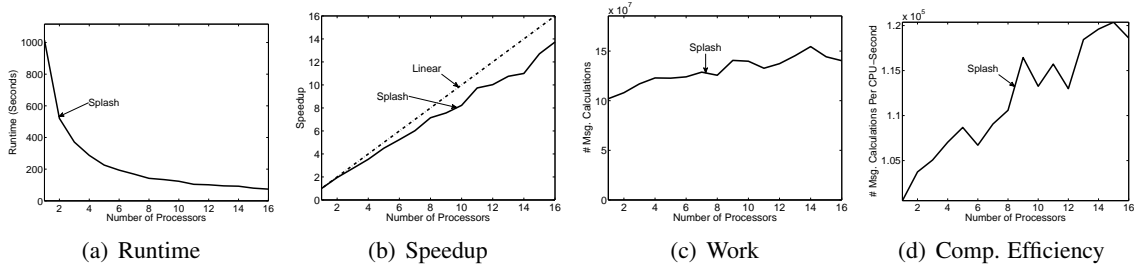 1000
800
600
400
200
0
2 4 6 8 10 12 14 16
Runtime (Seconds)
Number of Processors
Splash
(a) Runtime
16
14
12
10
8
6
4
2
2 4 6 8 10 12 14 16
Speedup
Number of Processors
Linear
Splash
(b) Speedup
x 10^7
15
10
5
0
2 4 6 8 10 12 14 16
# Msg. Calculations
Number of Processors
Splash
(c) Work
1.2 x 10^5
1.15
1.1
1.05
2 4 6 8 10 12 14 16
# Msg. Calculations Per CPU−Second
Number of Processors
Splash
(d) Comp. Efficiency